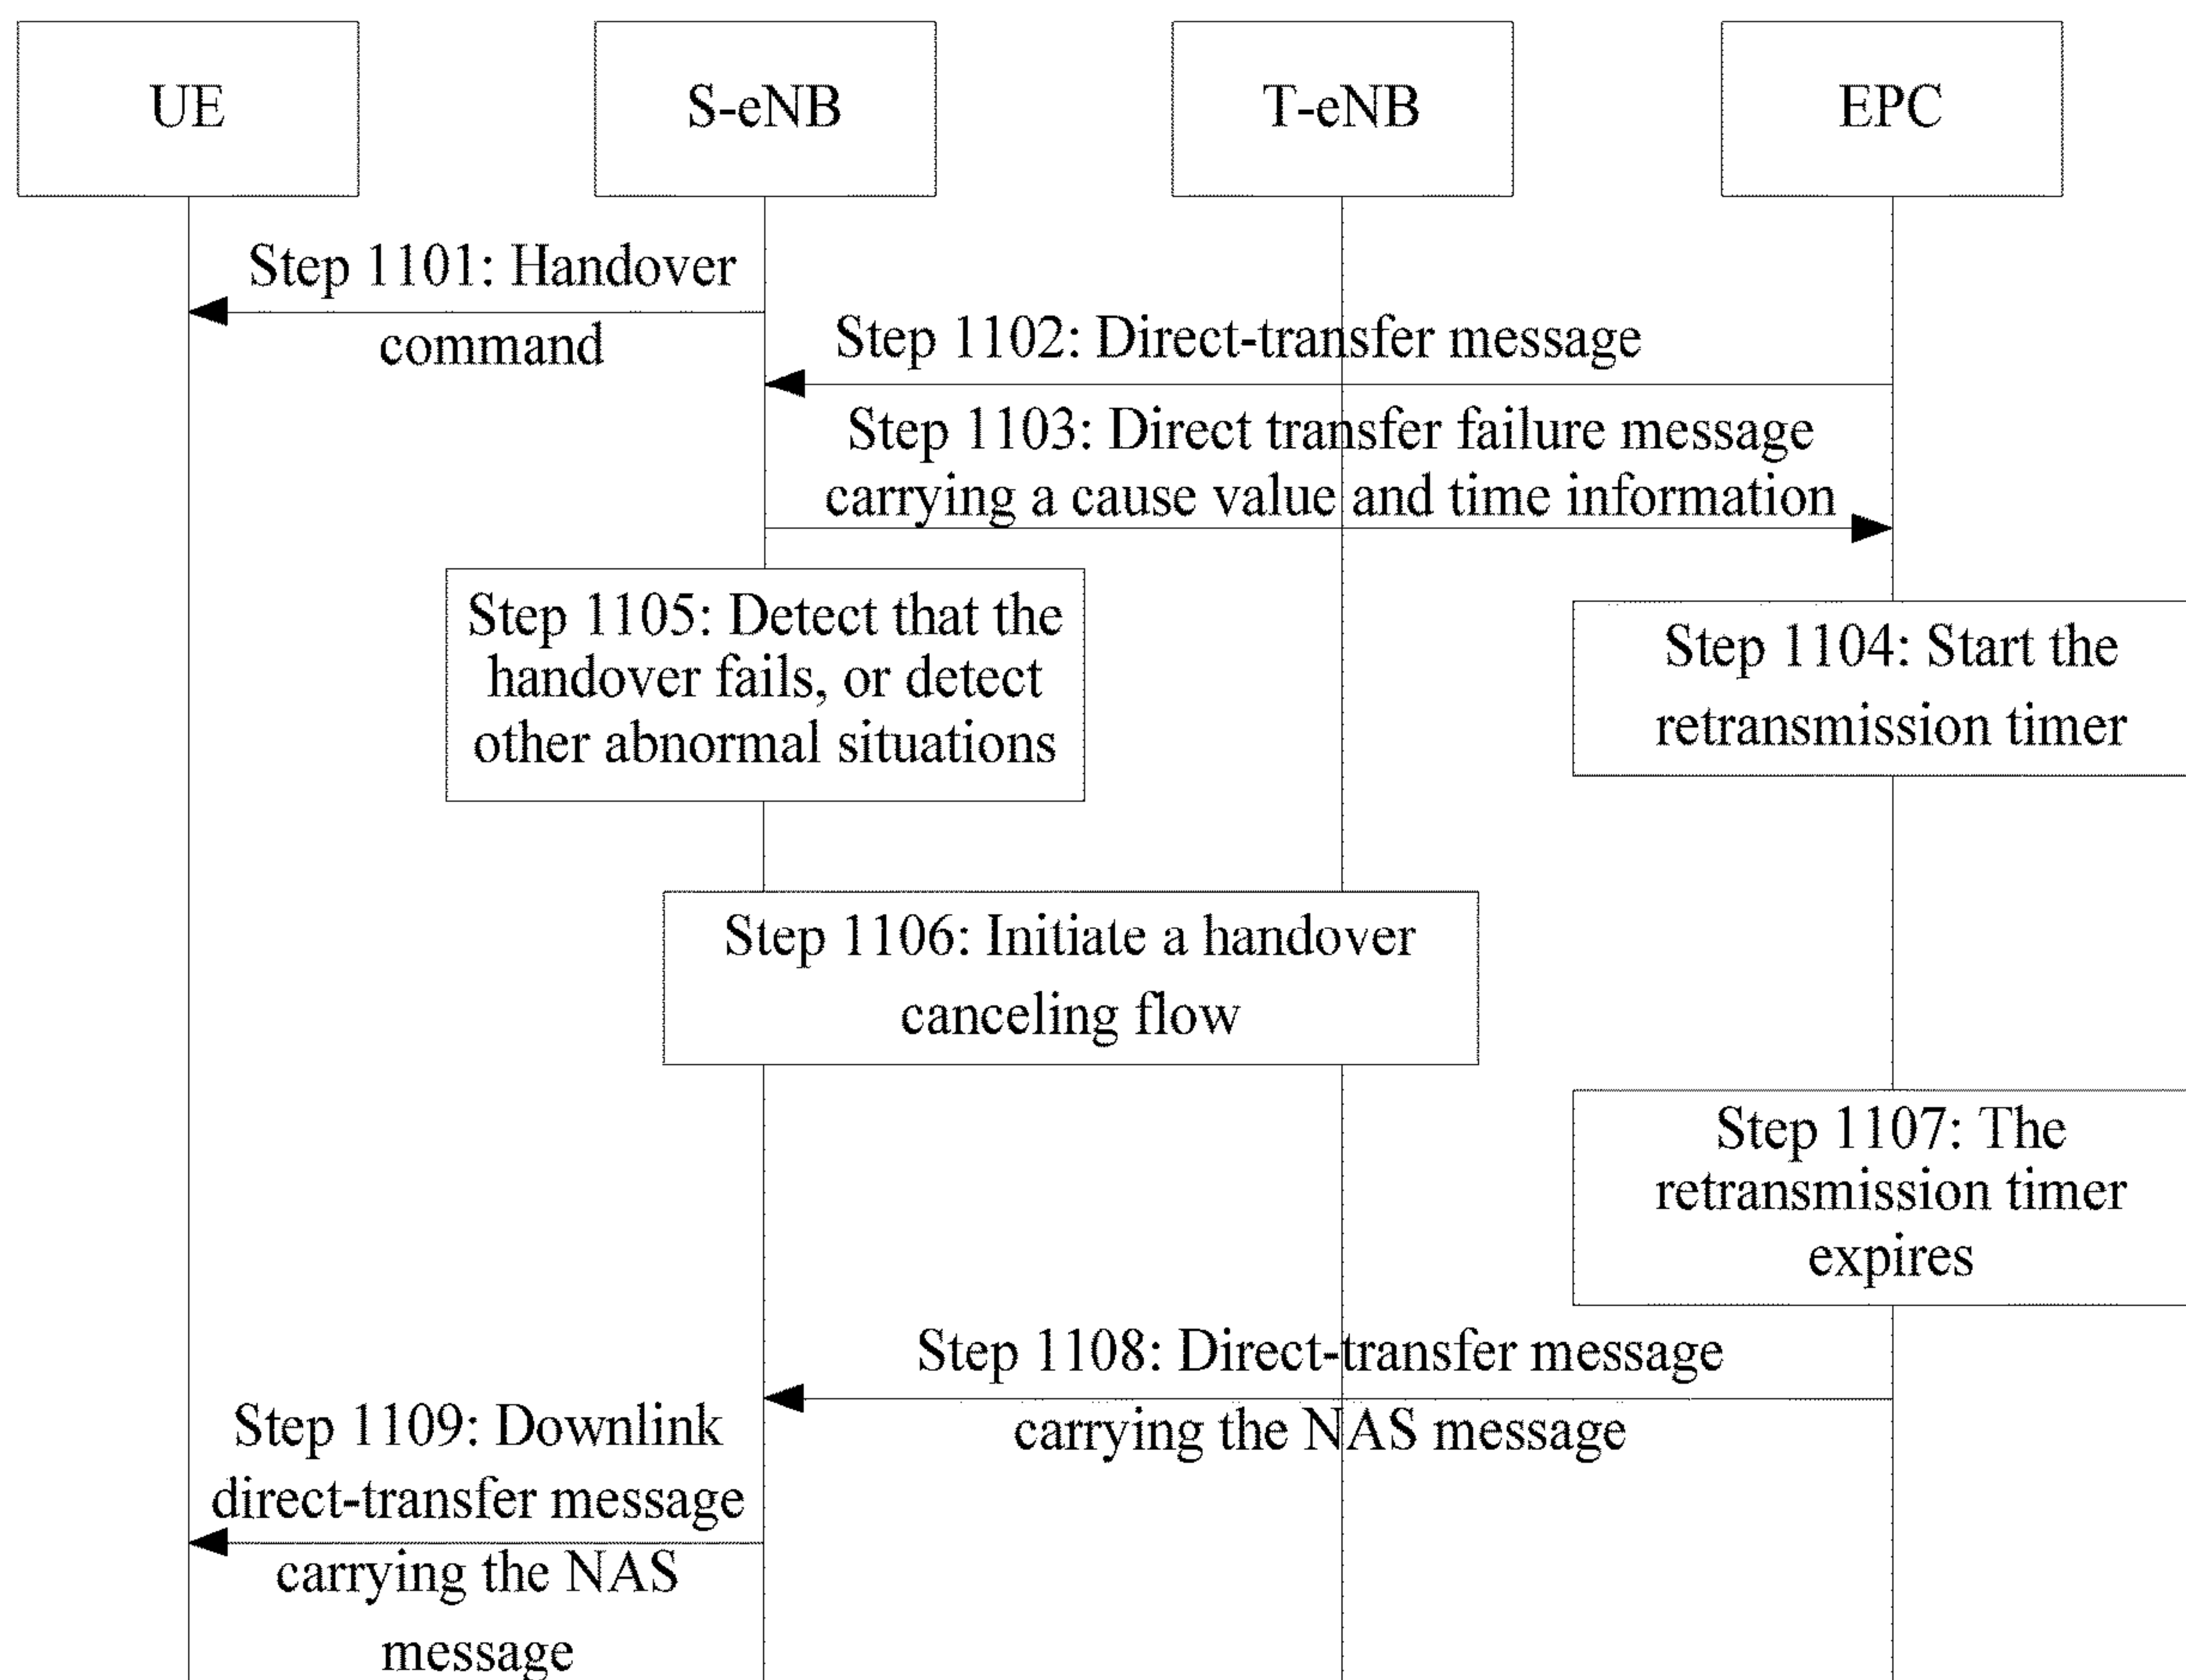 UE
S-eNB
T-eNB
EPC
Step 1101: Handover
command
Step 1102: Direct-transfer message
Step 1103: Direct transfer failure message
carrying a cause value and time information
Step 1104: Start the
retransmission timer
Step 1105: Detect that the
handover fails, or detect
other abnormal situations
Step 1106: Initiate a handover
canceling flow
Step 1107: The
retransmission timer
expires
Step 1108: Direct-transfer message
carrying the NAS message
Step 1109: Downlink
direct-transfer message
carrying the NAS
message